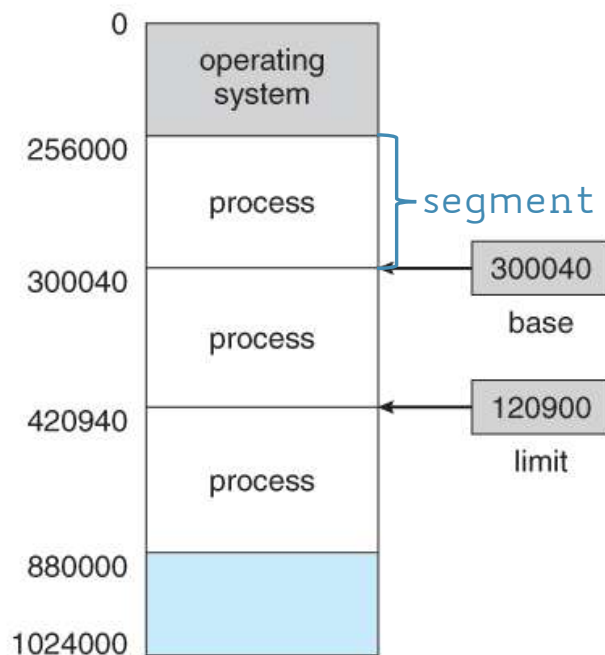 0
operating
system
256000
process
segment
300040
300040
base
process
420940
120900
limit
process
880000
1024000